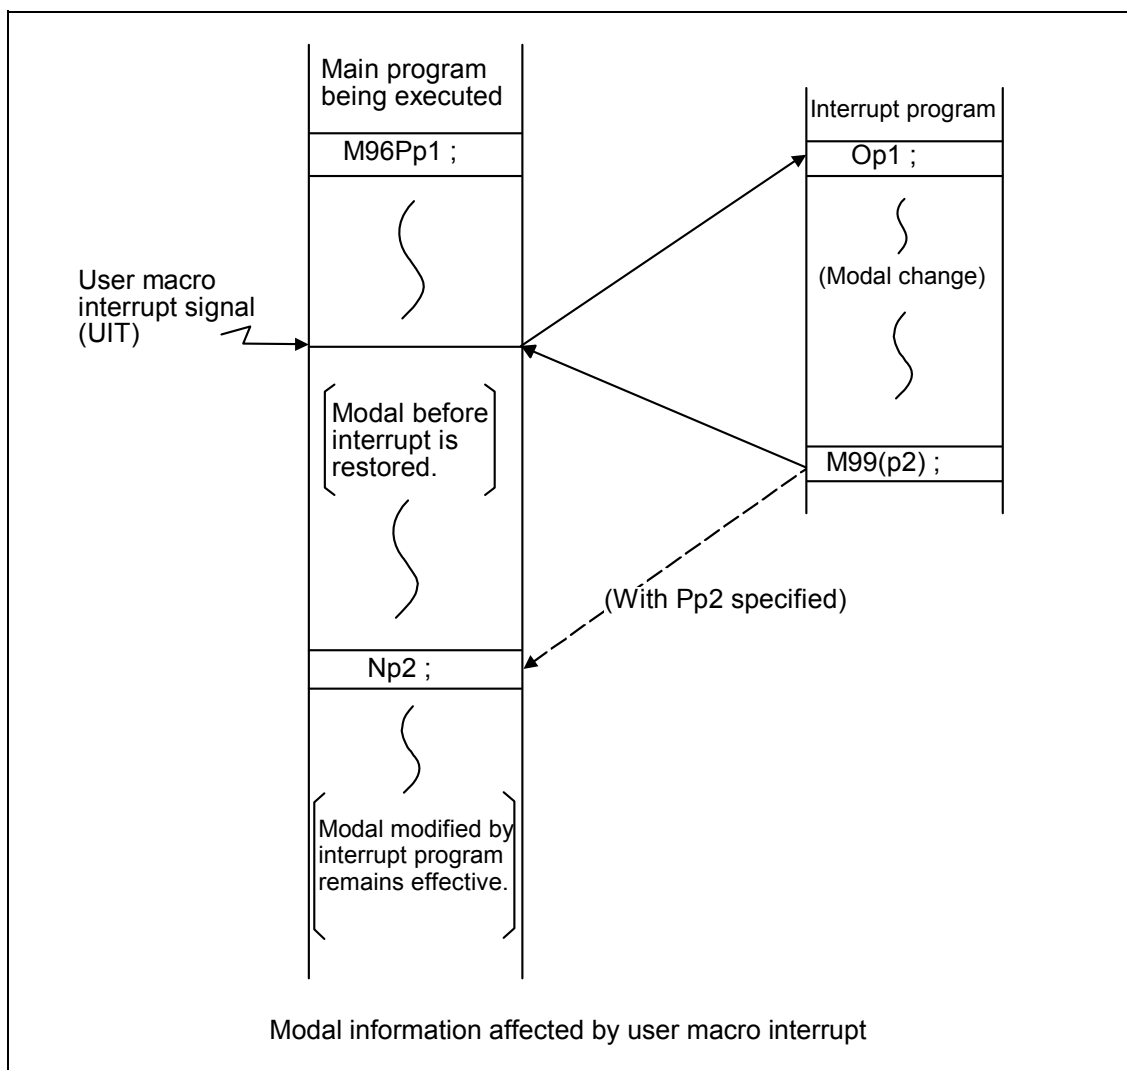 Main program
being executed
M96Pp1 ;
User macro
interrupt signal
(UIT)
Modal before
interrupt is
restored.
Np2 ;
Modal modified by
interrupt program
remains effective.
Interrupt program
Op1 ;
(Modal change)
M99(p2) ;
(With Pp2 specified)
Modal information affected by user macro interrupt